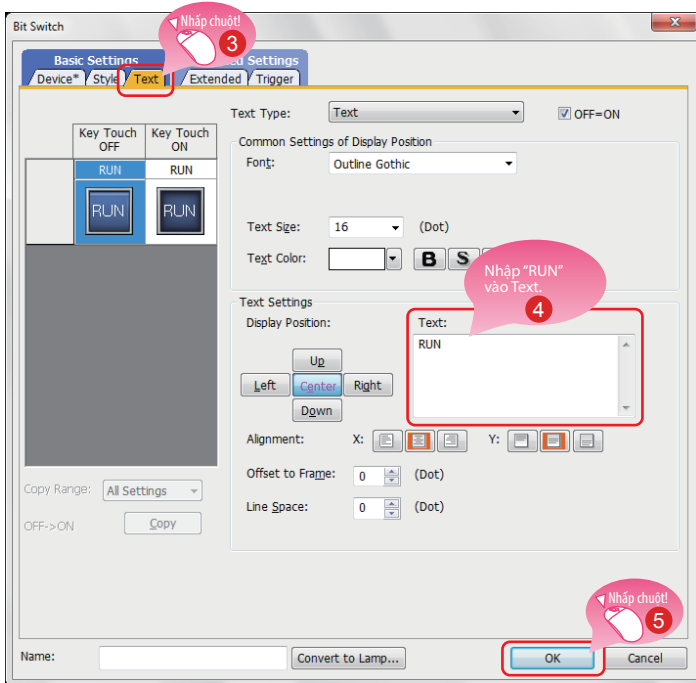 Bit Switch
Nhấp chuột!
3
Basic Settings
ed Settings
Device* Style Text Extended Trigger
Text Type: Text OFF=ON
Key Touch OFF Key Touch ON
RUN RUN
RUN RUN
Common Settings of Display Position
Font: Outline Gothic
Text Size: 16 (Dot)
Text Color: B S
Nhập “RUN”
vào Text.
4
Text Settings
Display Position: Text:
RUN
Up
Left Center Right
Down
Alignment: X: Y:
Offset to Frame: 0 (Dot)
Line Space: 0 (Dot)
Copy Range: All Settings
OFF->ON Copy
Nhấp chuột!
5
Name: Convert to Lamp... OK Cancel